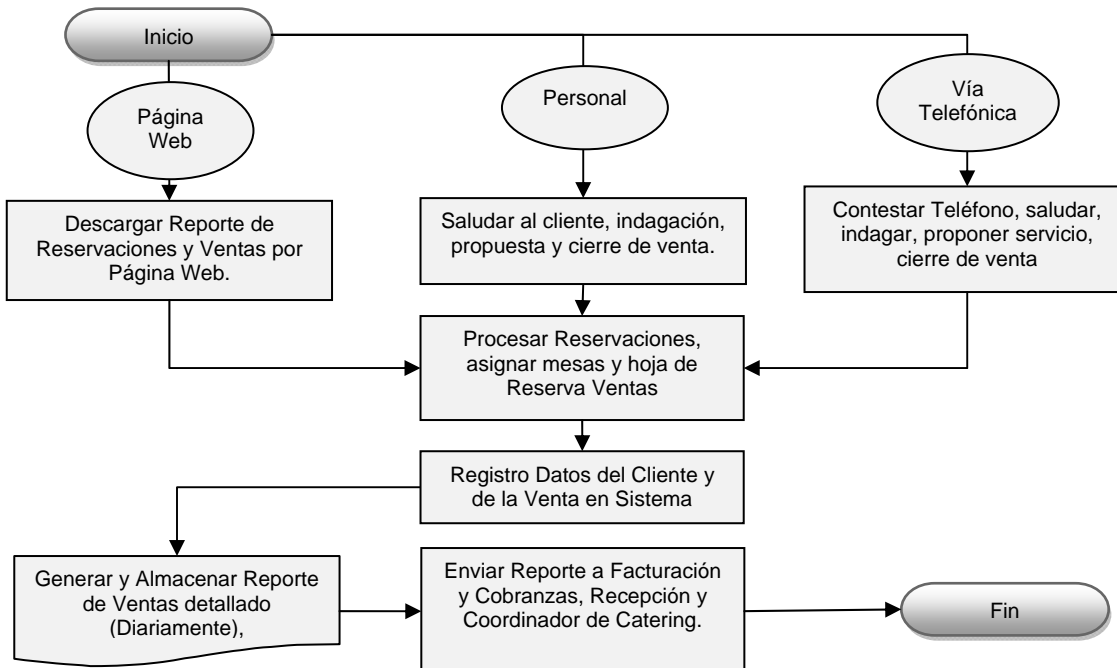 Inicio
Página
Web
Personal
Vía
Telefónica
Descargar Reporte de
Reservaciones y Ventas por
Página Web.
Saludar al cliente, indagación,
propuesta y cierre de venta.
Contestar Teléfono, saludar,
indagar, proponer servicio,
cierre de venta
Procesar Reservaciones,
asignar mesas y hoja de
Reserva Ventas
Registro Datos del Cliente y
de la Venta en Sistema
Generar y Almacenar Reporte
de Ventas detallado
(Diariamente),
Enviar Reporte a Facturación
y Cobranzas, Recepción y
Coordinador de Catering.
Fin